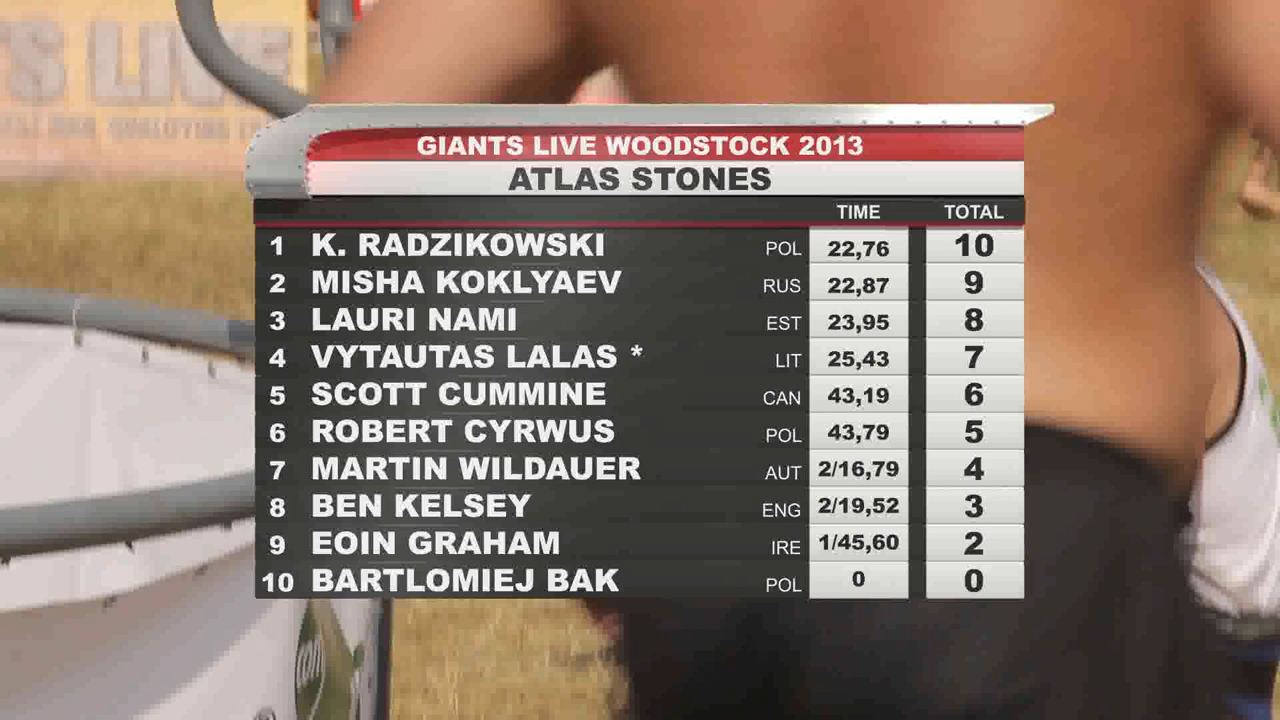 'S LIVE
GIANTS LIVE WOODSTOCK 2013
ATLAS STONES
TIME TOTAL
1 K. RADZIKOWSKI POL 22,76 10
2 MISHA KOKLYAEV RUS 22,87 9
3 LAURI NAMI EST 23,95 8
4 VYTAUTAS LALAS * LIT 25,43 7
5 SCOTT CUMMINE CAN 43,19 6
6 ROBERT CYRWUS POL 43,79 5
7 MARTIN WILDAUER AUT 2/16,79 4
8 BEN KELSEY ENG 2/19,52 3
9 EOIN GRAHAM IRE 1/45,60 2
10 BARTLOMIEJ BAK POL 0 0